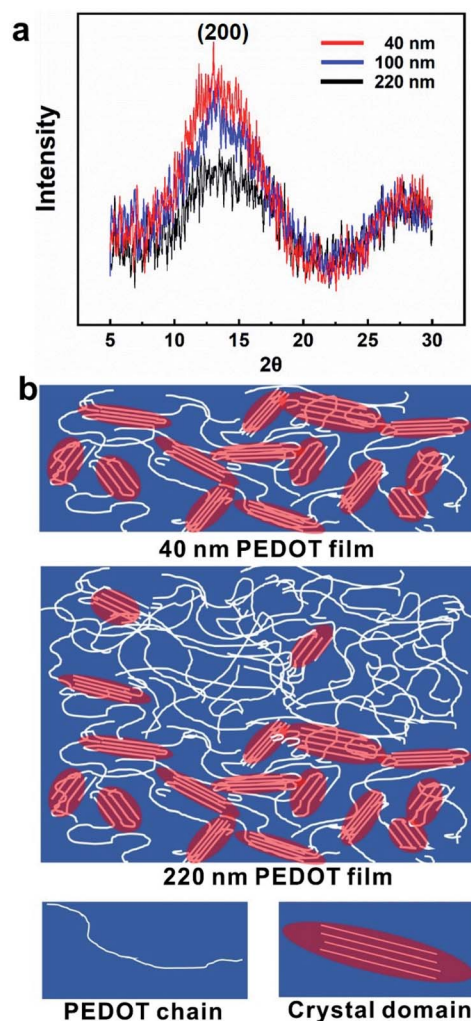 a
(200)
40 nm
100 nm
220 nm
Intensity
5 10 15 20 25 30
2θ
b
40 nm PEDOT film
220 nm PEDOT film
PEDOT chain
Crystal domain